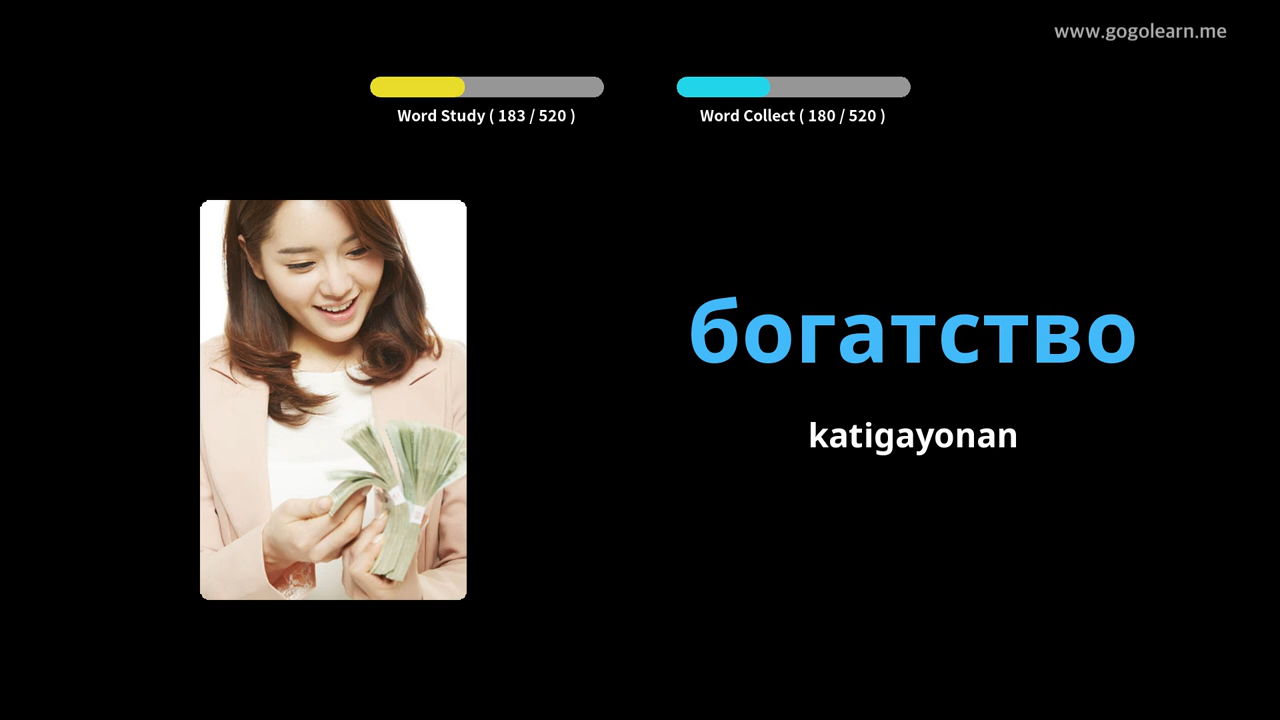 www.gogolearn.me
Word Study ( 183 / 520 )
Word Collect ( 180 / 520 )
богатство
katigayonan